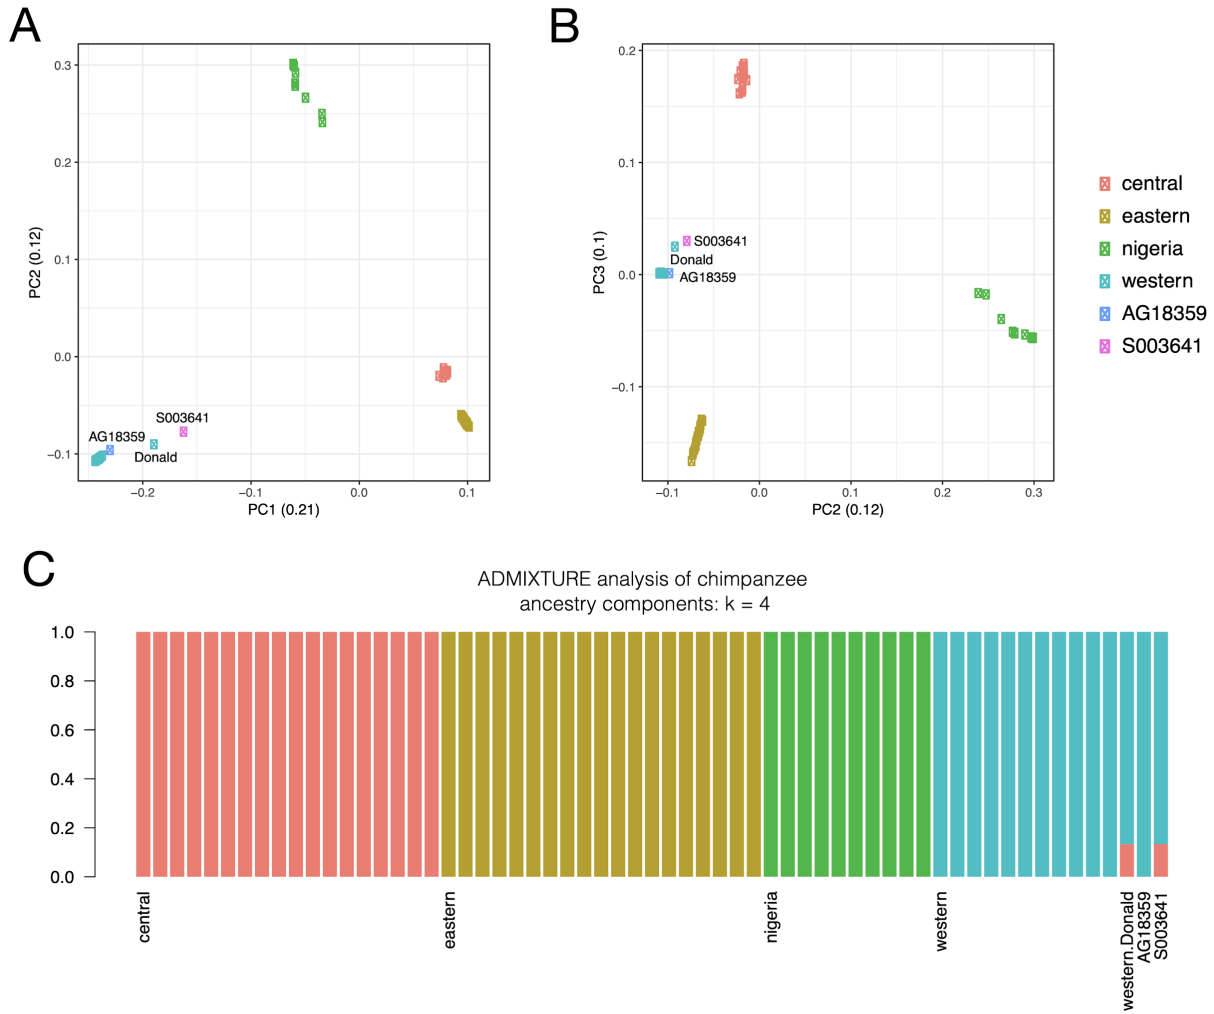 A
0.3
0.2
0.1
0.0
−0.1
PC2 (0.12)
S003641
AG18359
Donald
−0.2
−0.1
0.0
0.1
PC1 (0.21)
B
0.2
0.1
0.0
−0.1
PC3 (0.1)
S003641
Donald
AG18359
−0.1
0.0
0.1
0.2
0.3
PC2 (0.12)
central
eastern
nigeria
western
AG18359
S003641
C
ADMIXTURE analysis of chimpanzee
ancestry components: k = 4
1.0
0.8
0.6
0.4
0.2
0.0
central
eastern
nigeria
western
western.Donald
AG18359
S003641